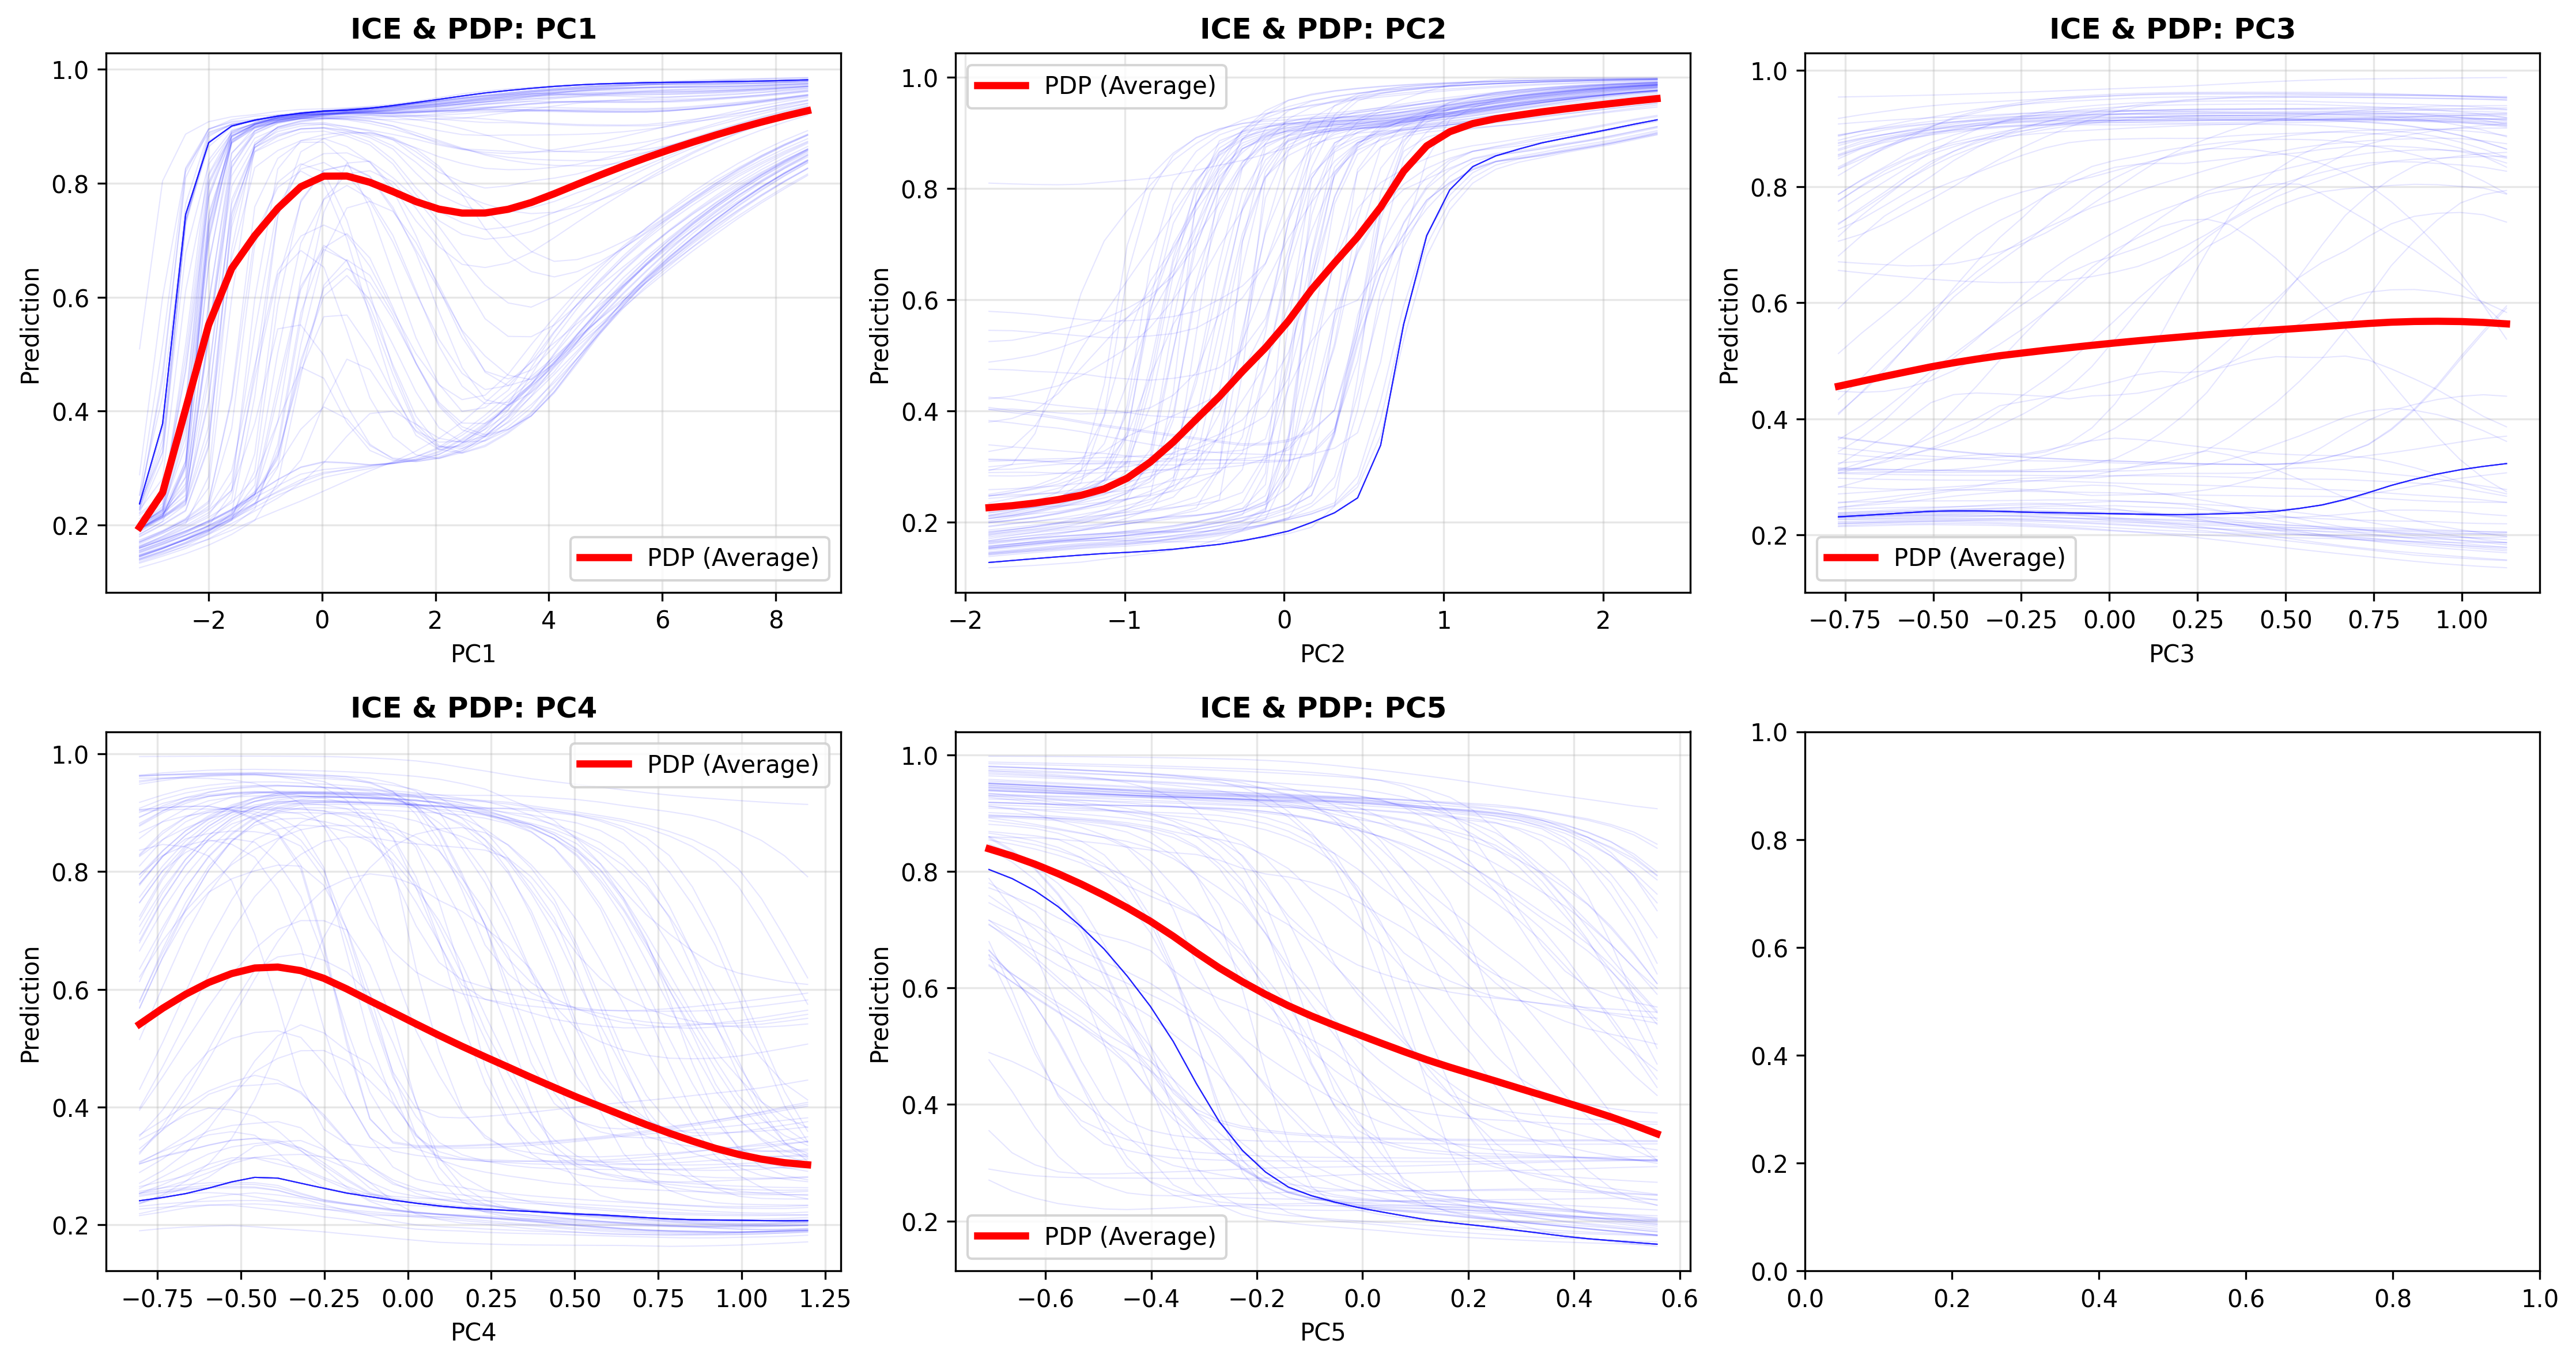 ICE & PDP: PC1
1.0
0.8
0.6
0.4
0.2
Prediction
PDP (Average)
−2 0 2 4 6 8
PC1
ICE & PDP: PC2
1.0
0.8
0.6
0.4
0.2
Prediction
PDP (Average)
−2 −1 0 1 2
PC2
ICE & PDP: PC3
1.0
0.8
0.6
0.4
0.2
Prediction
PDP (Average)
−0.75 −0.50 −0.25 0.00 0.25 0.50 0.75 1.00
PC3
ICE & PDP: PC4
1.0
0.8
0.6
0.4
0.2
Prediction
PDP (Average)
−0.75 −0.50 −0.25 0.00 0.25 0.50 0.75 1.00 1.25
PC4
ICE & PDP: PC5
1.0
0.8
0.6
0.4
0.2
Prediction
PDP (Average)
−0.6 −0.4 −0.2 0.0 0.2 0.4 0.6
PC5
1.0
0.8
0.6
0.4
0.2
0.0
0.0 0.2 0.4 0.6 0.8 1.0